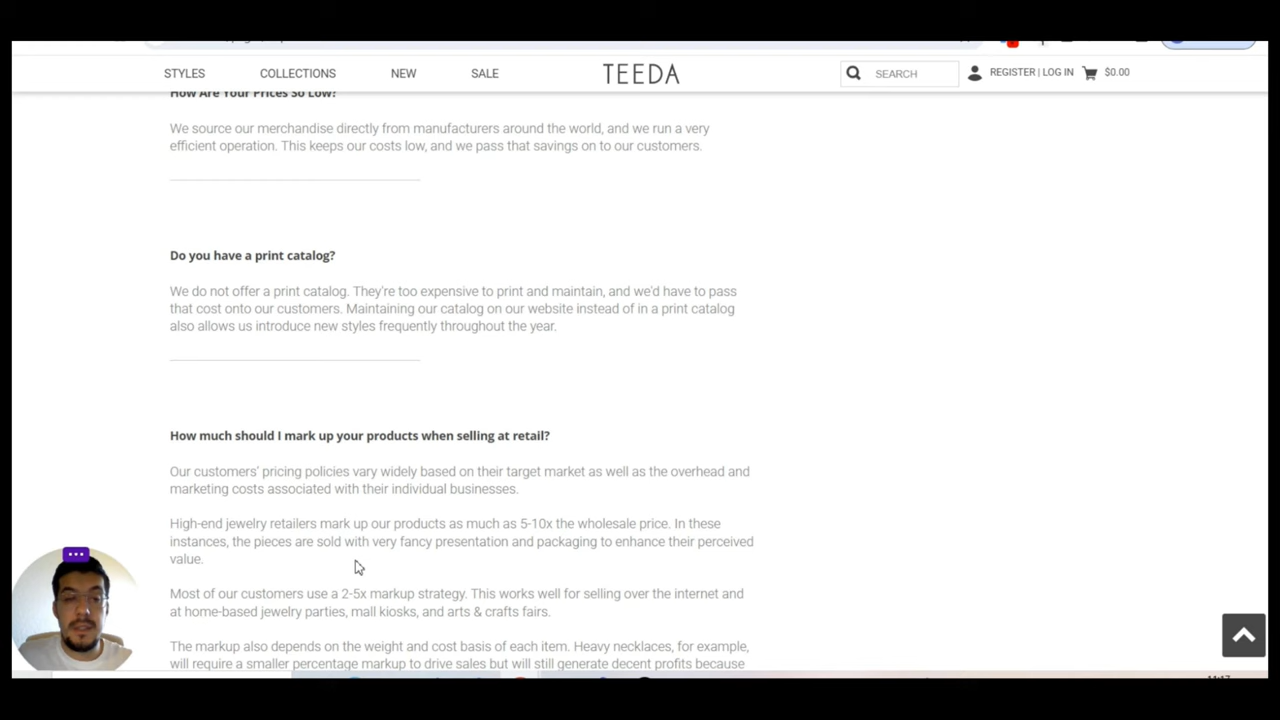 STYLES COLLECTIONS NEW SALE TEEDA SEARCH REGISTER | LOG IN $0.00
How Are Your Prices So Low?
We source our merchandise directly from manufacturers around the world, and we run a very
efficient operation. This keeps our costs low, and we pass that savings on to our customers.
Do you have a print catalog?
We do not offer a print catalog. They're too expensive to print and maintain, and we'd have to pass
that cost onto our customers. Maintaining our catalog on our website instead of in a print catalog
also allows us introduce new styles frequently throughout the year.
How much should I mark up your products when selling at retail?
Our customers' pricing policies vary widely based on their target market as well as the overhead and
marketing costs associated with their individual businesses.
High-end jewelry retailers mark up our products as much as 5-10x the wholesale price. In these
instances, the pieces are sold with very fancy presentation and packaging to enhance their perceived
value.
Most of our customers use a 2-5x markup strategy. This works well for selling over the internet and
at home-based jewelry parties, mall kiosks, and arts & crafts fairs.
The markup also depends on the weight and cost basis of each item. Heavy necklaces, for example,
will require a smaller percentage markup to drive sales but will still generate decent profits because